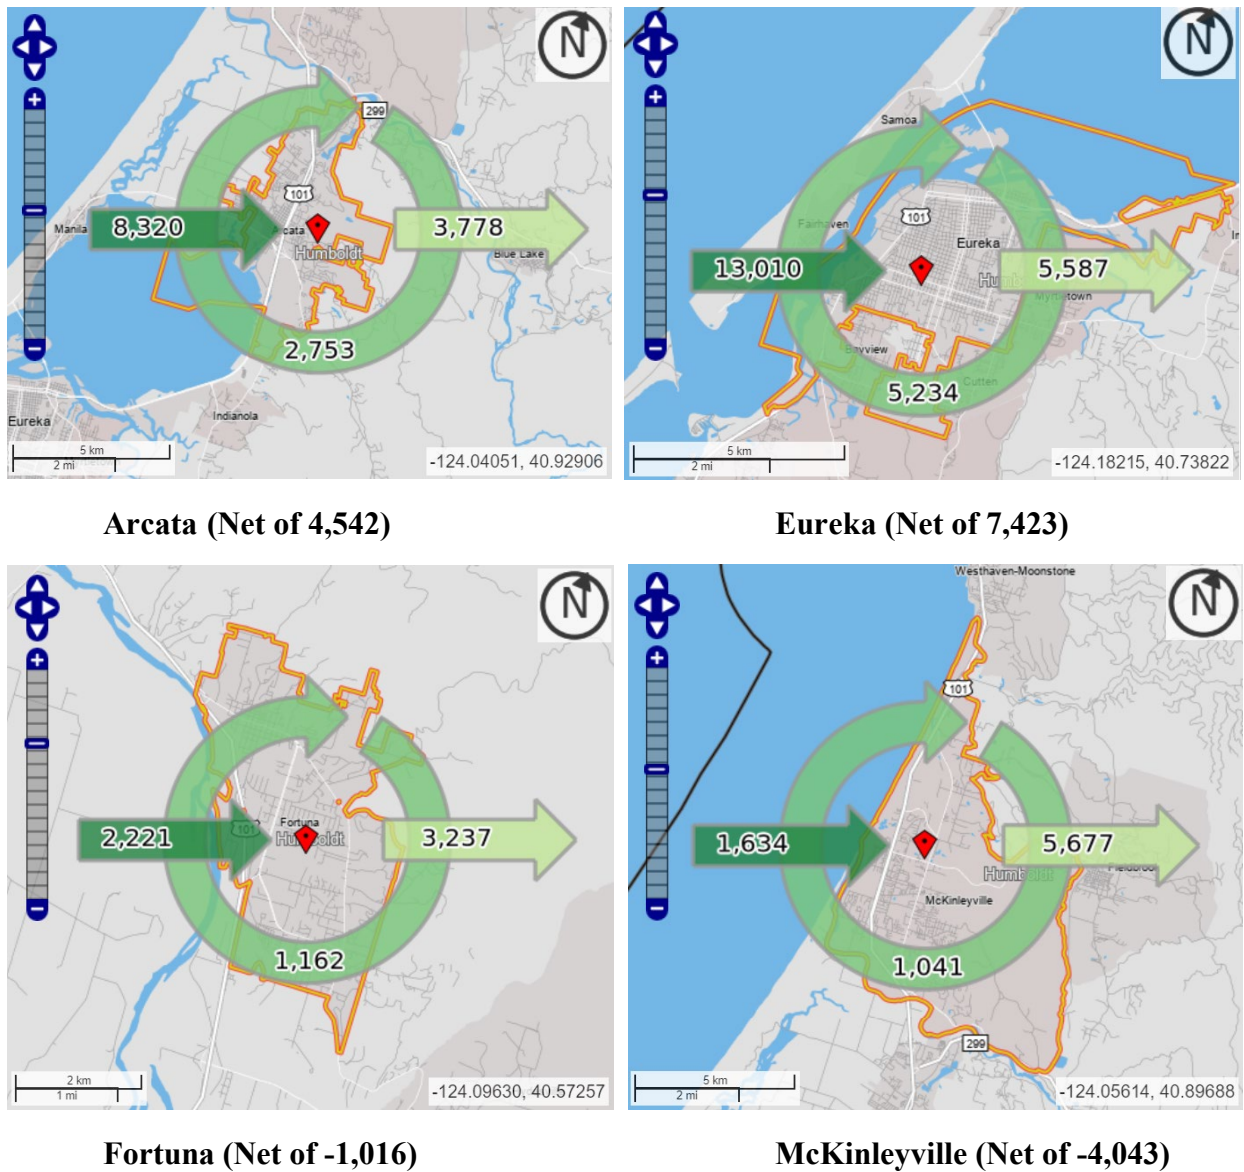 N
299
101
8,320
3,778
Manila
Arcata
Humboldt
Blue Lake
2,753
Indianola
Eureka
5 km
2 mi
-124.04051, 40.92906
Arcata (Net of 4,542)
N
Samoa
101
Fairhaven
Eureka
13,010
5,587
Myrtletown
Bayview
Cutten
5,234
5 km
2 mi
-124.18215, 40.73822
Eureka (Net of 7,423)
N
Fortuna
101
Humboldt
2,221
3,237
1,162
2 km
1 mi
-124.09630, 40.57257
Fortuna (Net of -1,016)
Westhaven-Moonstone
N
101
1,634
5,677
Humboldt
McKinleyville
1,041
299
5 km
2 mi
-124.05614, 40.89688
McKinleyville (Net of -4,043)